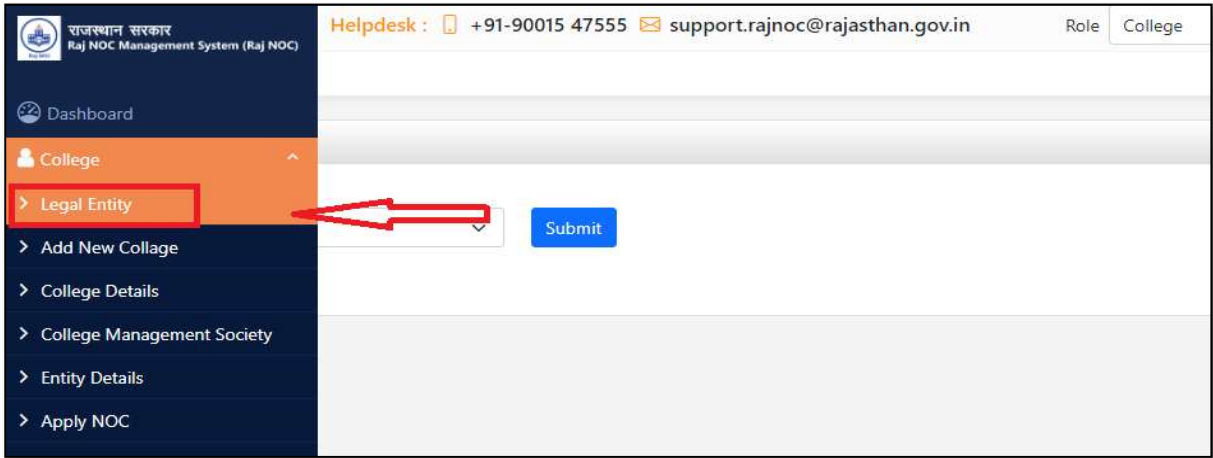 राजस्थान सरकार
Raj NOC Management System (Raj NOC)
Helpdesk : +91-90015 47555 support.rajnoc@rajasthan.gov.in
Role College
Dashboard
College
Legal Entity
Submit
Add New Collage
College Details
College Management Society
Entity Details
Apply NOC